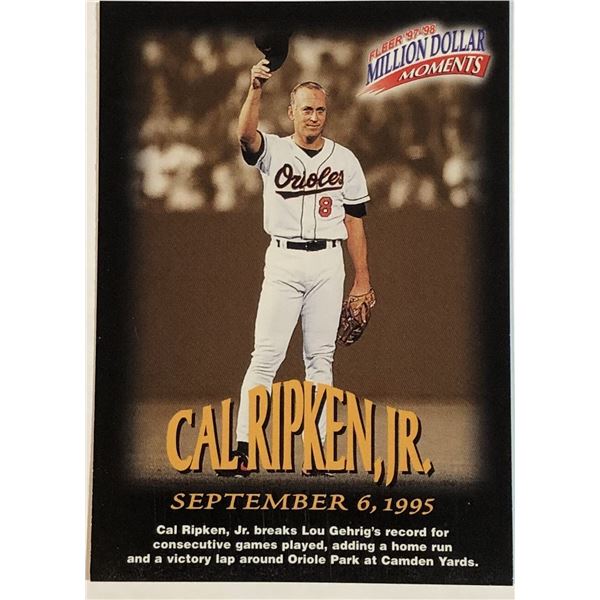 FLEER '97-'98
MILLION DOLLAR
MOMENTS
Orioles
8
CAL RIPKEN, JR.
SEPTEMBER 6, 1995
Cal Ripken, Jr. breaks Lou Gehrig's record for
consecutive games played, adding a home run
and a victory lap around Oriole Park at Camden Yards.